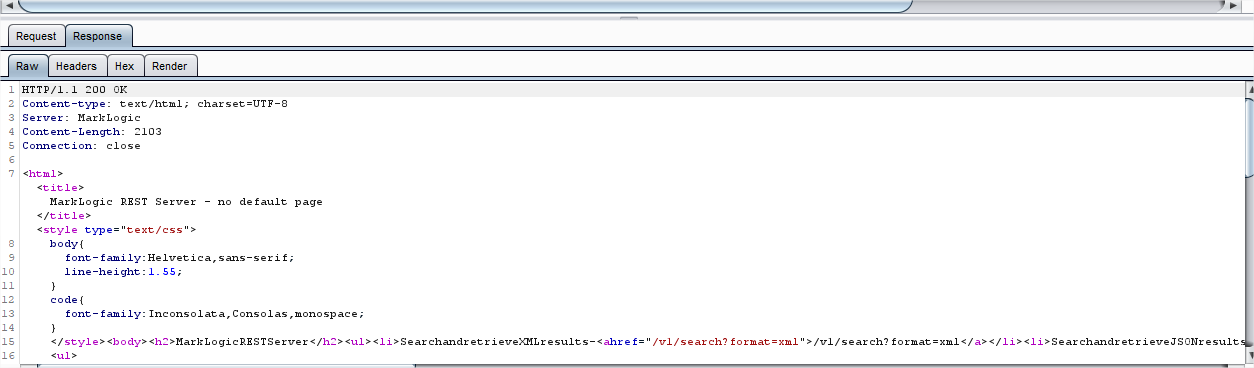 Request Response
Raw Headers Hex Render
1 HTTP/1.1 200 OK
2 Content-type: text/html; charset=UTF-8
3 Server: MarkLogic
4 Content-Length: 2103
5 Connection: close
6
7 <html>
<title>
MarkLogic REST Server - no default page
</title>
<style type="text/css">
8 body{
9 font-family:Helvetica,sans-serif;
10 line-height:1.55;
11 }
12 code{
13 font-family:Inconsolata,Consolas,monospace;
14 }
15 </style><body><h2>MarkLogicRESTServer</h2><ul><li>SearchandretrieveXMLresults-<ahref="/v1/search?format=xml">/v1/search?format=xml</a></li><li>SearchandretrieveJSONresults
16 <ul>